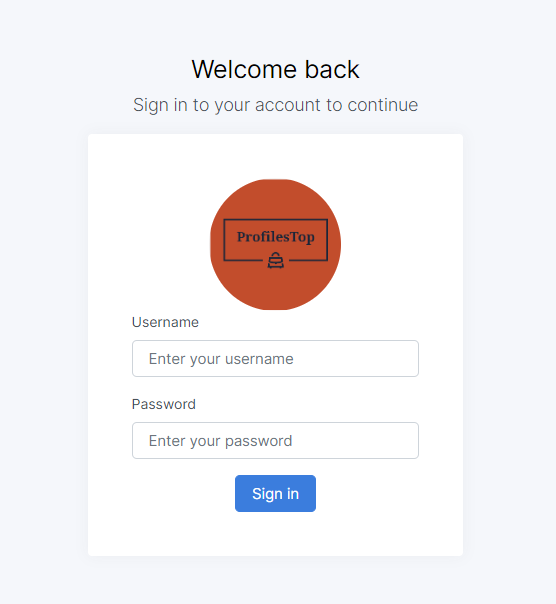 Welcome back
Sign in to your account to continue
ProfilesTop
Username
Enter your username
Password
Enter your password
Sign in